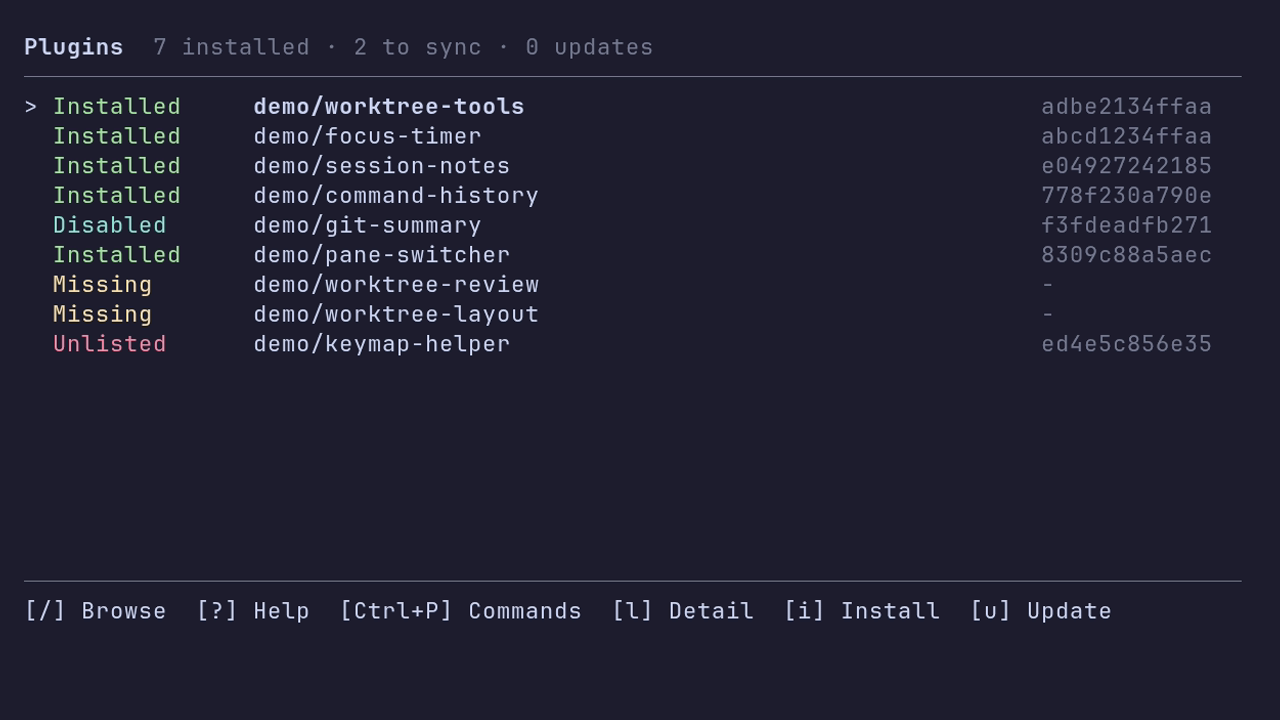 Plugins 7 installed · 2 to sync · 0 updates
> Installed demo/worktree-tools adbe2134ffaa
Installed demo/focus-timer abcd1234ffaa
Installed demo/session-notes e04927242185
Installed demo/command-history 778f230a790e
Disabled demo/git-summary f3fdeadfb271
Installed demo/pane-switcher 8309c88a5aec
Missing demo/worktree-review -
Missing demo/worktree-layout -
Unlisted demo/keymap-helper ed4e5c856e35
[/] Browse [?] Help [Ctrl+P] Commands [l] Detail [i] Install [u] Update